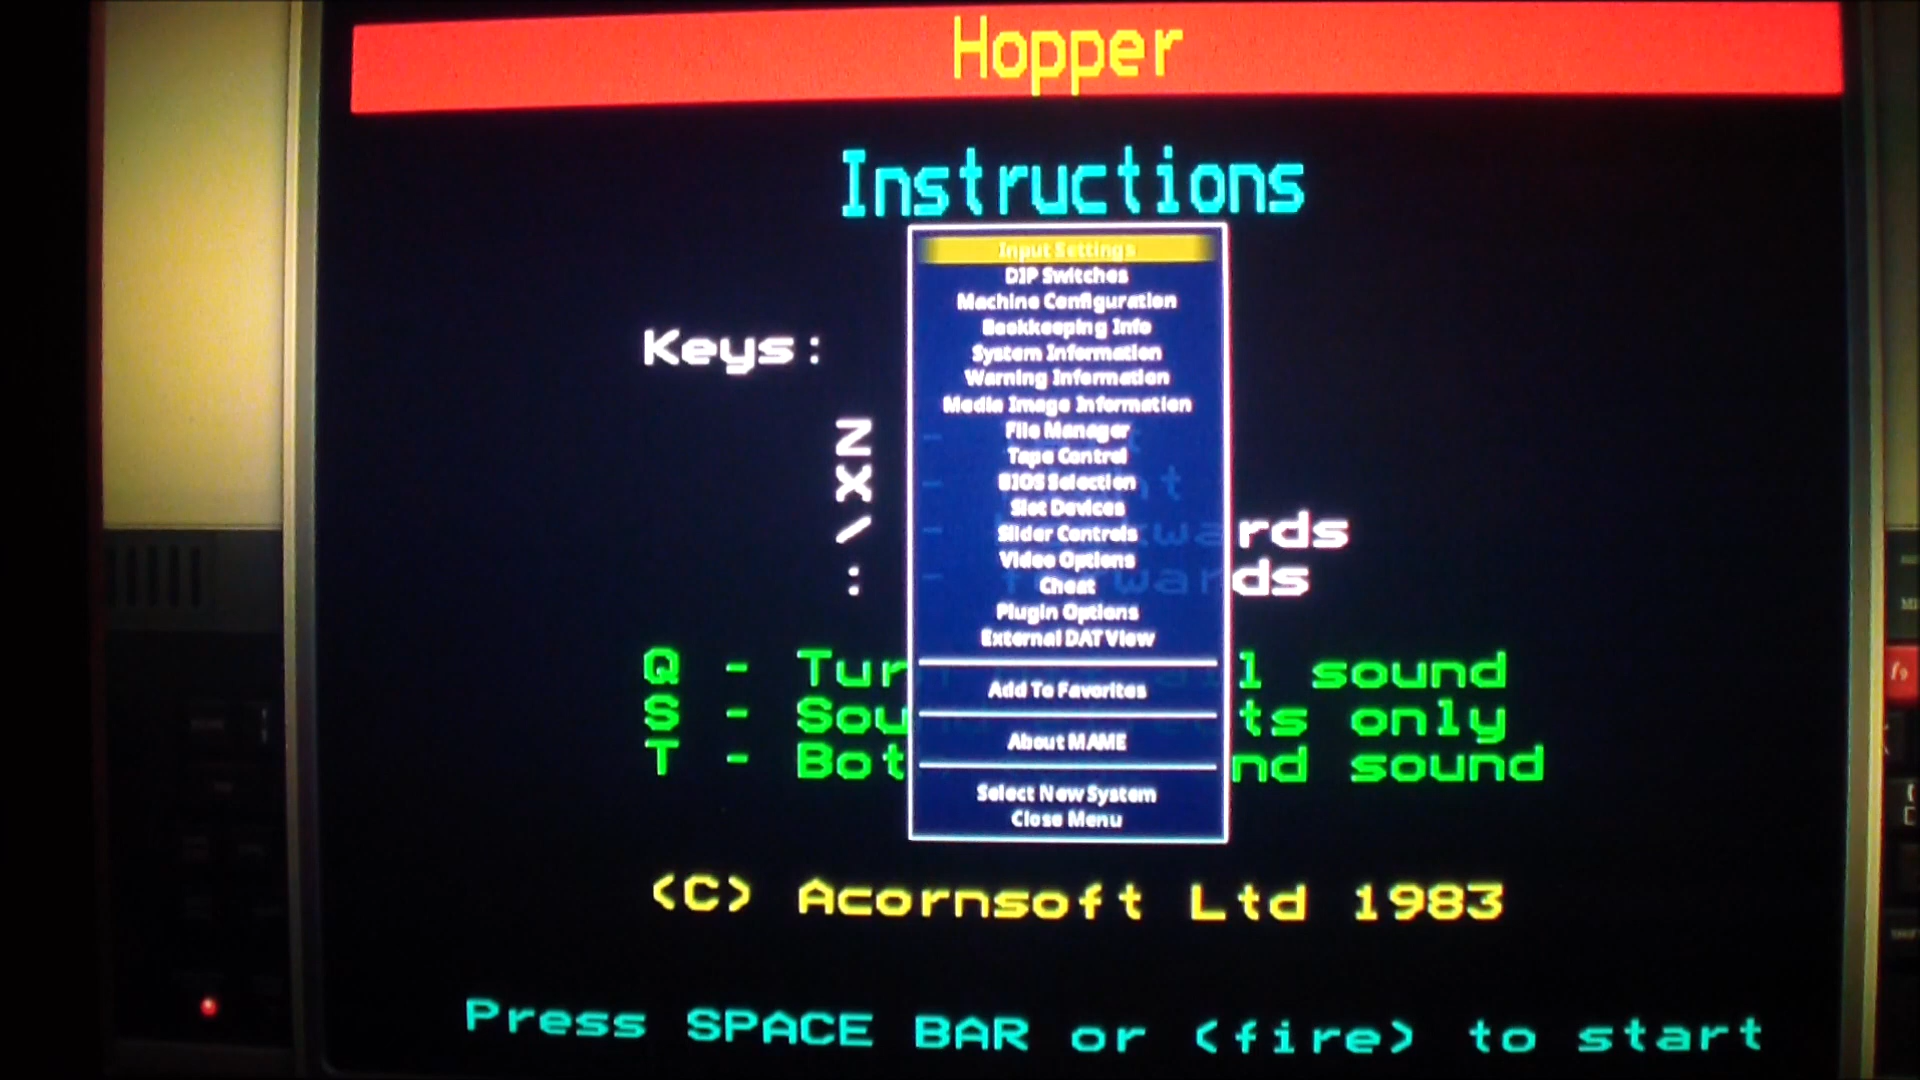 Hopper
Instructions
Input Settings
DIP Switches
Machine Configuration
Bookkeeping Info
Keys:
System Information
Warning Information
Media Image Information
Z - File Manager
Tape Control
X - BIOS Selection
Slot Devices
\ - Slider Controls rds
Video Options
: - Cheat forwards
Plugin Options
External DAT View
Q - Tur all sound
Add To Favorites
S - Sou ts only
About MAME
T - Bot nd sound
Select New System
Close Menu
(C) Acornsoft Ltd 1983
Press SPACE BAR or (fire) to start
f9